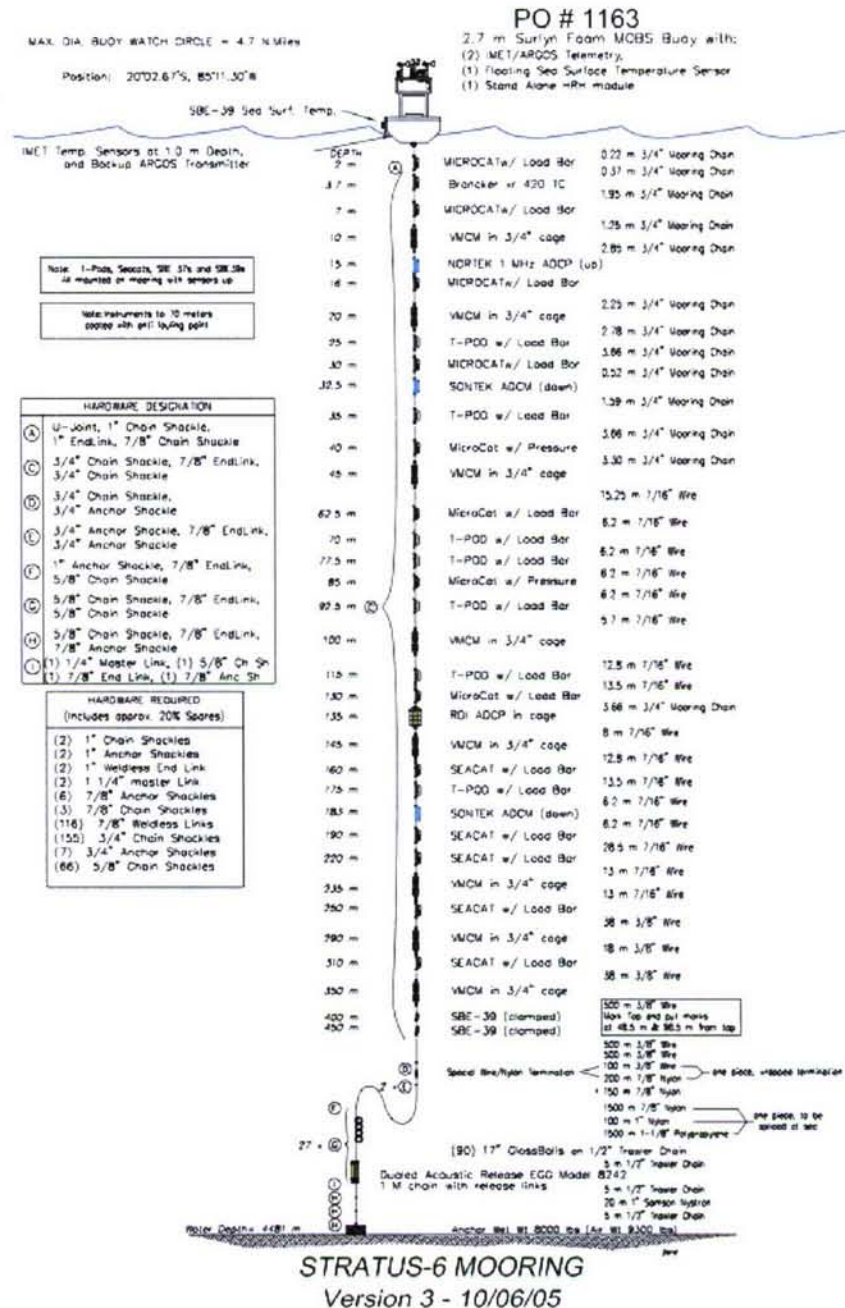 PO # 1163
MAX. DIA. BUOY WATCH CIRCLE = 4.7 N.Miles
Position: 20°02.67'S, 85°11.30'W
2.7 m Surlyn Foam MOBS Buoy with:
(2) IMET/ARGOS Telemetry,
(1) Floating Sea Surface Temperature Sensor
(1) Stand Alone HRH module
SBE-39 Sea Surf. Temp.
IMET Temp. Sensors at 1.0 m Depth,
and Backup ARGOS Transmitter
DEPTH
A
2 m MICROCATw/ Load Bar
0.22 m 3/4" Mooring Chain
0.37 m 3/4" Mooring Chain
3.7 m Brancker xr 420 TC
1.95 m 3/4" Mooring Chain
7 m MICROCATw/ Load Bar
1.25 m 3/4" Mooring Chain
10 m VMCM in 3/4" cage
2.85 m 3/4" Mooring Chain
15 m NORTEK 1 MHz ADCP (up)
16 m MICROCATw/ Load Bar
2.25 m 3/4" Mooring Chain
20 m VMCM in 3/4" cage
2.78 m 3/4" Mooring Chain
25 m T-POD w/ Load Bar
3.66 m 3/4" Mooring Chain
30 m MICROCATw/ Load Bar
0.52 m 3/4" Mooring Chain
32.5 m SONTEK ADCM (down)
1.59 m 3/4" Mooring Chain
35 m T-POD w/ Load Bar
3.66 m 3/4" Mooring Chain
40 m MicroCat w/ Pressure
3.30 m 3/4" Mooring Chain
45 m VMCM in 3/4" cage
15.25 m 7/16" Wire
62.5 m MicroCat w/ Load Bar
6.2 m 7/16" Wire
70 m T-POD w/ Load Bar
6.2 m 7/16" Wire
77.5 m T-POD w/ Load Bar
6.2 m 7/16" Wire
85 m MicroCat w/ Pressure
6.2 m 7/16" Wire
92.5 m T-POD w/ Load Bar
5.7 m 7/16" Wire
100 m VMCM in 3/4" cage
12.8 m 7/16" Wire
115 m T-POD w/ Load Bar
13.5 m 7/16" Wire
130 m MicroCat w/ Load Bar
3.66 m 3/4" Mooring Chain
135 m RDI ADCP in cage
8 m 7/16" Wire
145 m VMCM in 3/4" cage
12.8 m 7/16" Wire
160 m SEACAT w/ Load Bar
13.5 m 7/16" Wire
175 m T-POD w/ Load Bar
6.2 m 7/16" Wire
183 m SONTEK ADCM (down)
6.2 m 7/16" Wire
190 m SEACAT w/ Load Bar
28.5 m 7/16" Wire
220 m SEACAT w/ Load Bar
13 m 7/16" Wire
235 m VMCM in 3/4" cage
13 m 7/16" Wire
250 m SEACAT w/ Load Bar
38 m 3/8" Wire
290 m VMCM in 3/4" cage
18 m 3/8" Wire
310 m SEACAT w/ Load Bar
38 m 3/8" Wire
350 m VMCM in 3/4" cage
400 m SBE-39 (clamped)
450 m SBE-39 (clamped)
500 m 3/8" Wire
Mark Top and put marks
at 48.5 m & 98.5 m from top
500 m 3/8" Wire
500 m 3/8" Wire
Special Wire/Nylon Termination
100 m 3/8" Wire
200 m 7/8" Nylon
one piece, wrapped termination
150 m 7/8" Nylon
1500 m 7/8" Nylon
100 m 1" Nylon
1500 m 1-1/8" Polypropylene
one piece, to be
spliced at sea
(90) 17" GlassBalls on 1/2" Trawler Chain
5 m 1/2" Trawler Chain
Dualed Acoustic Release EGG Model 8242
1 M chain with release links
5 m 1/2" Trawler Chain
20 m 1" Samson Nystron
5 m 1/2" Trawler Chain
Water Depth= 4481 m
Anchor Wet Wt 8000 lbs (Air Wt 9300 lbs)
Note: T-Pods, Seacats, SBE 37s and SBE39s
All mounted on mooring with sensors up
Note:Instruments to 70 meters
coated with anti fouling paint
HARDWARE DESIGNATION
A U-Joint, 1" Chain Shackle,
1" EndLink, 7/8" Chain Shackle
C 3/4" Chain Shackle, 7/8" EndLink,
3/4" Chain Shackle
D 3/4" Chain Shackle,
3/4" Anchor Shackle
E 3/4" Anchor Shackle, 7/8" EndLink,
3/4" Anchor Shackle
F 1" Anchor Shackle, 7/8" EndLink,
5/8" Chain Shackle
G 5/8" Chain Shackle, 7/8" EndLink,
5/8" Chain Shackle
H 5/8" Chain Shackle, 7/8" EndLink,
7/8" Anchor Shackle
I (1) 1/4" Master Link, (1) 5/8" Ch Sh
(1) 7/8" End Link, (1) 7/8" Anc Sh
HARDWARE REQUIRED
(Includes approx. 20% Spares)
(2) 1" Chain Shackles
(2) 1" Anchor Shackles
(2) 1" Weldless End Link
(2) 1 1/4" master Link
(6) 7/8" Anchor Shackles
(3) 7/8" Chain Shackles
(116) 7/8" Weldless Links
(155) 3/4" Chain Shackles
(7) 3/4" Anchor Shackles
(66) 5/8" Chain Shackles
C
D
2 × E
F
27 × G
I
STRATUS-6 MOORING
Version 3 - 10/06/05